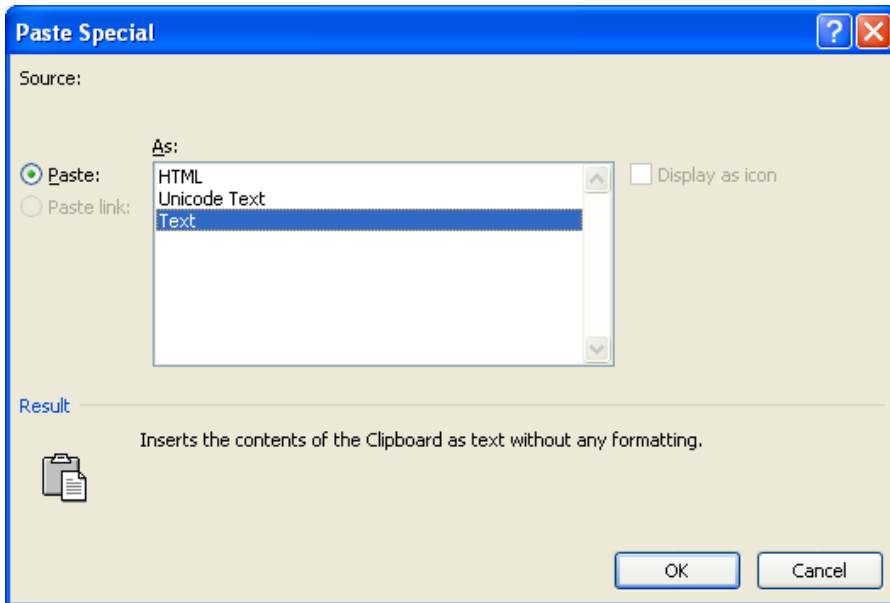 Paste Special
Source:
As:
Paste:
HTML
Display as icon
Paste link:
Unicode Text
Text
Result
Inserts the contents of the Clipboard as text without any formatting.
OK
Cancel